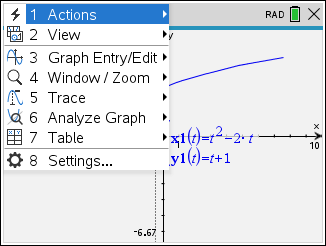 1 Actions
RAD
2 View
y
3 Graph Entry/Edit
4 Window / Zoom
5 Trace
6 Analyze Graph
7 Table
8 Settings...
x
x1(t)=t²-2·t
10
y1(t)=t+1
-6.67